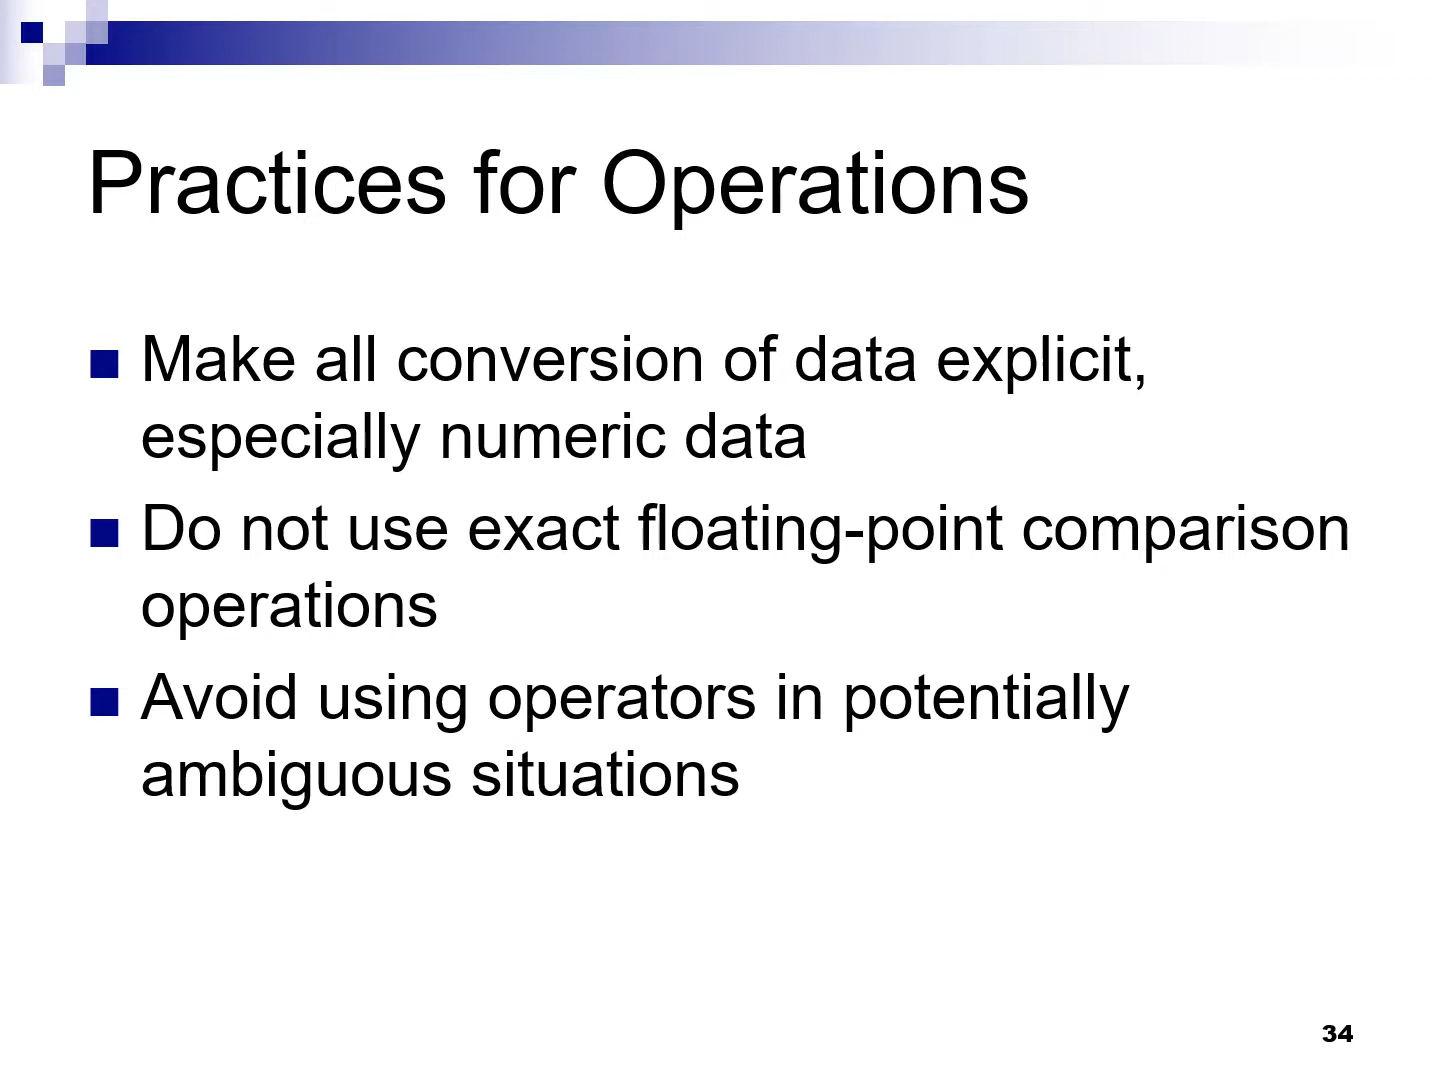 Practices for Operations
Make all conversion of data explicit,
especially numeric data
Do not use exact floating-point comparison
operations
Avoid using operators in potentially
ambiguous situations
34